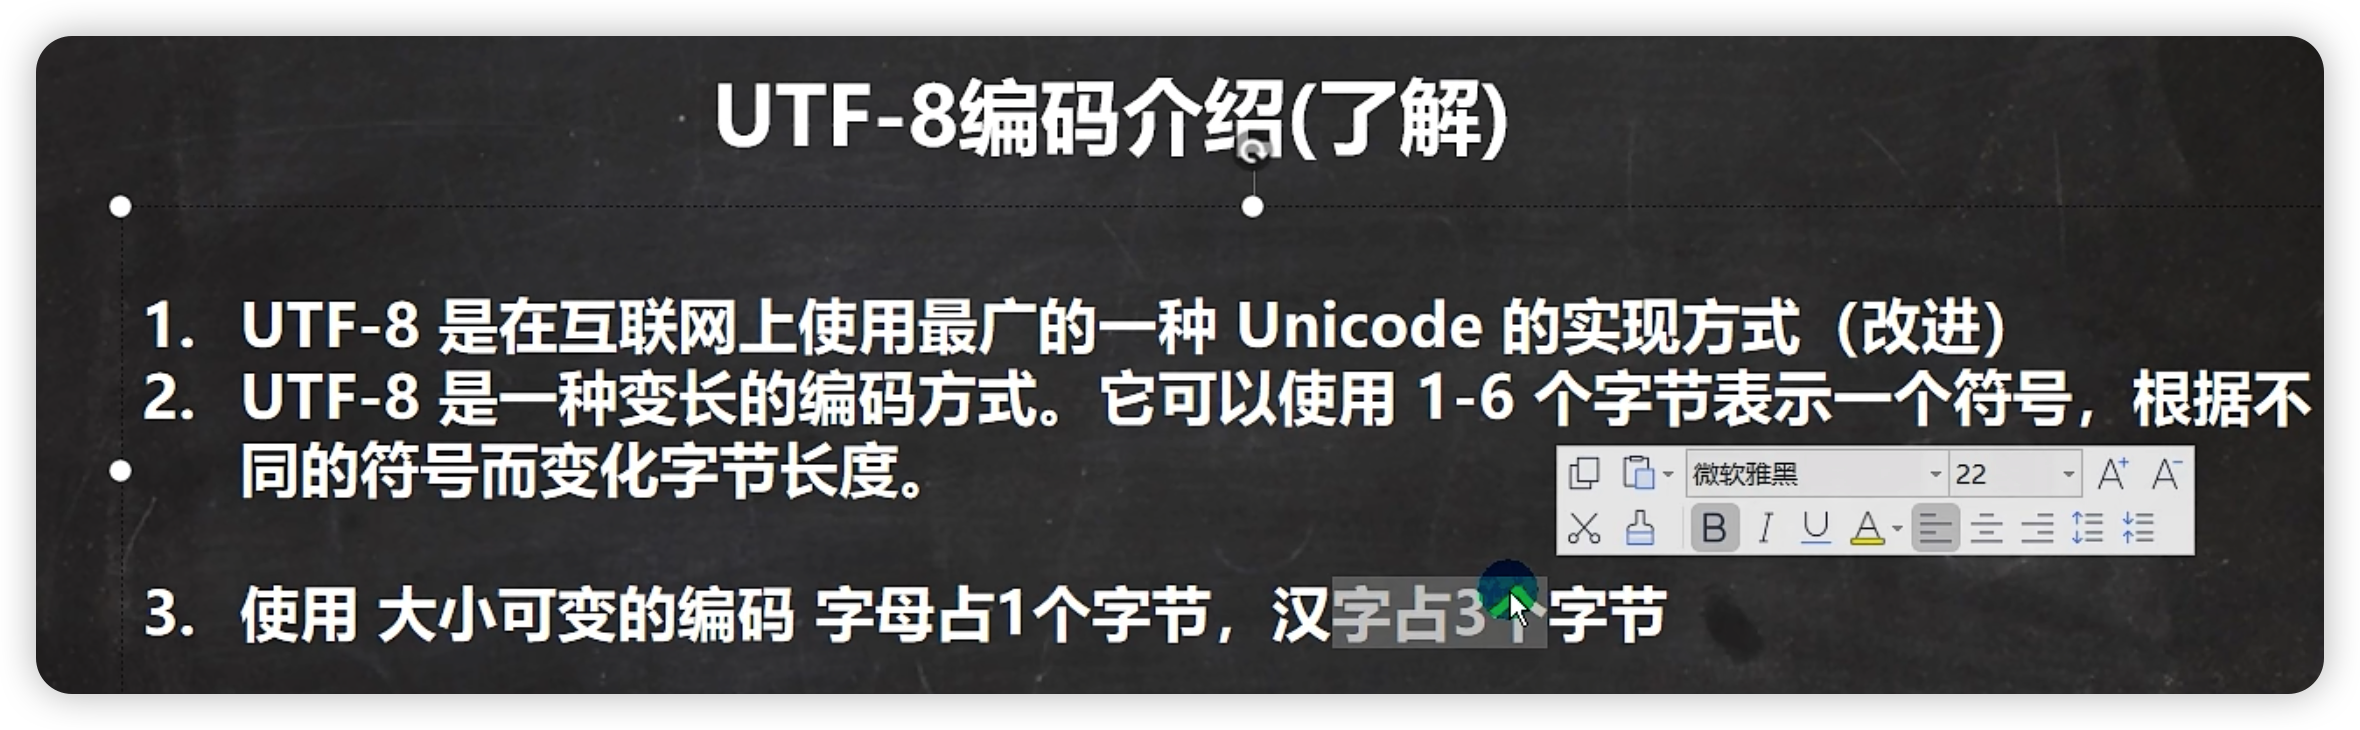 UTF-8编码介绍(了解)
1. UTF-8 是在互联网上使用最广的一种 Unicode 的实现方式（改进）
2. UTF-8 是一种变长的编码方式。它可以使用 1-6 个字节表示一个符号，根据不
同的符号而变化字节长度。
微软雅黑 22 A+ A-
B I U A
3. 使用 大小可变的编码 字母占1个字节，汉字占3个字节